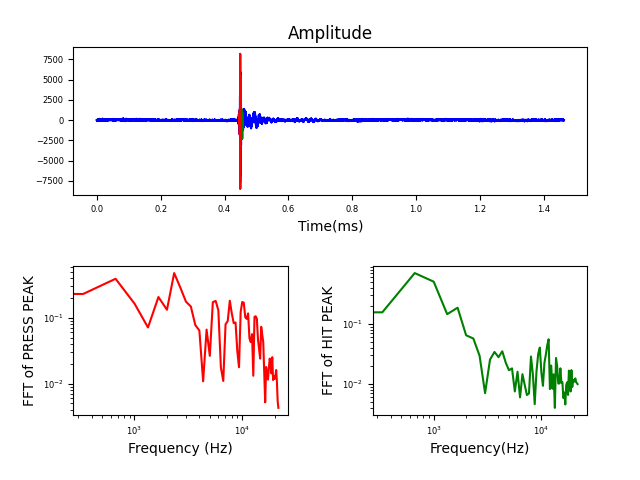 Amplitude
7500
5000
2500
0
−2500
−5000
−7500
0.0 0.2 0.4 0.6 0.8 1.0 1.2 1.4
Time(ms)
FFT of PRESS PEAK
10⁻¹
10⁻²
10³ 10⁴
Frequency (Hz)
FFT of HIT PEAK
10⁻¹
10⁻²
10³ 10⁴
Frequency(Hz)